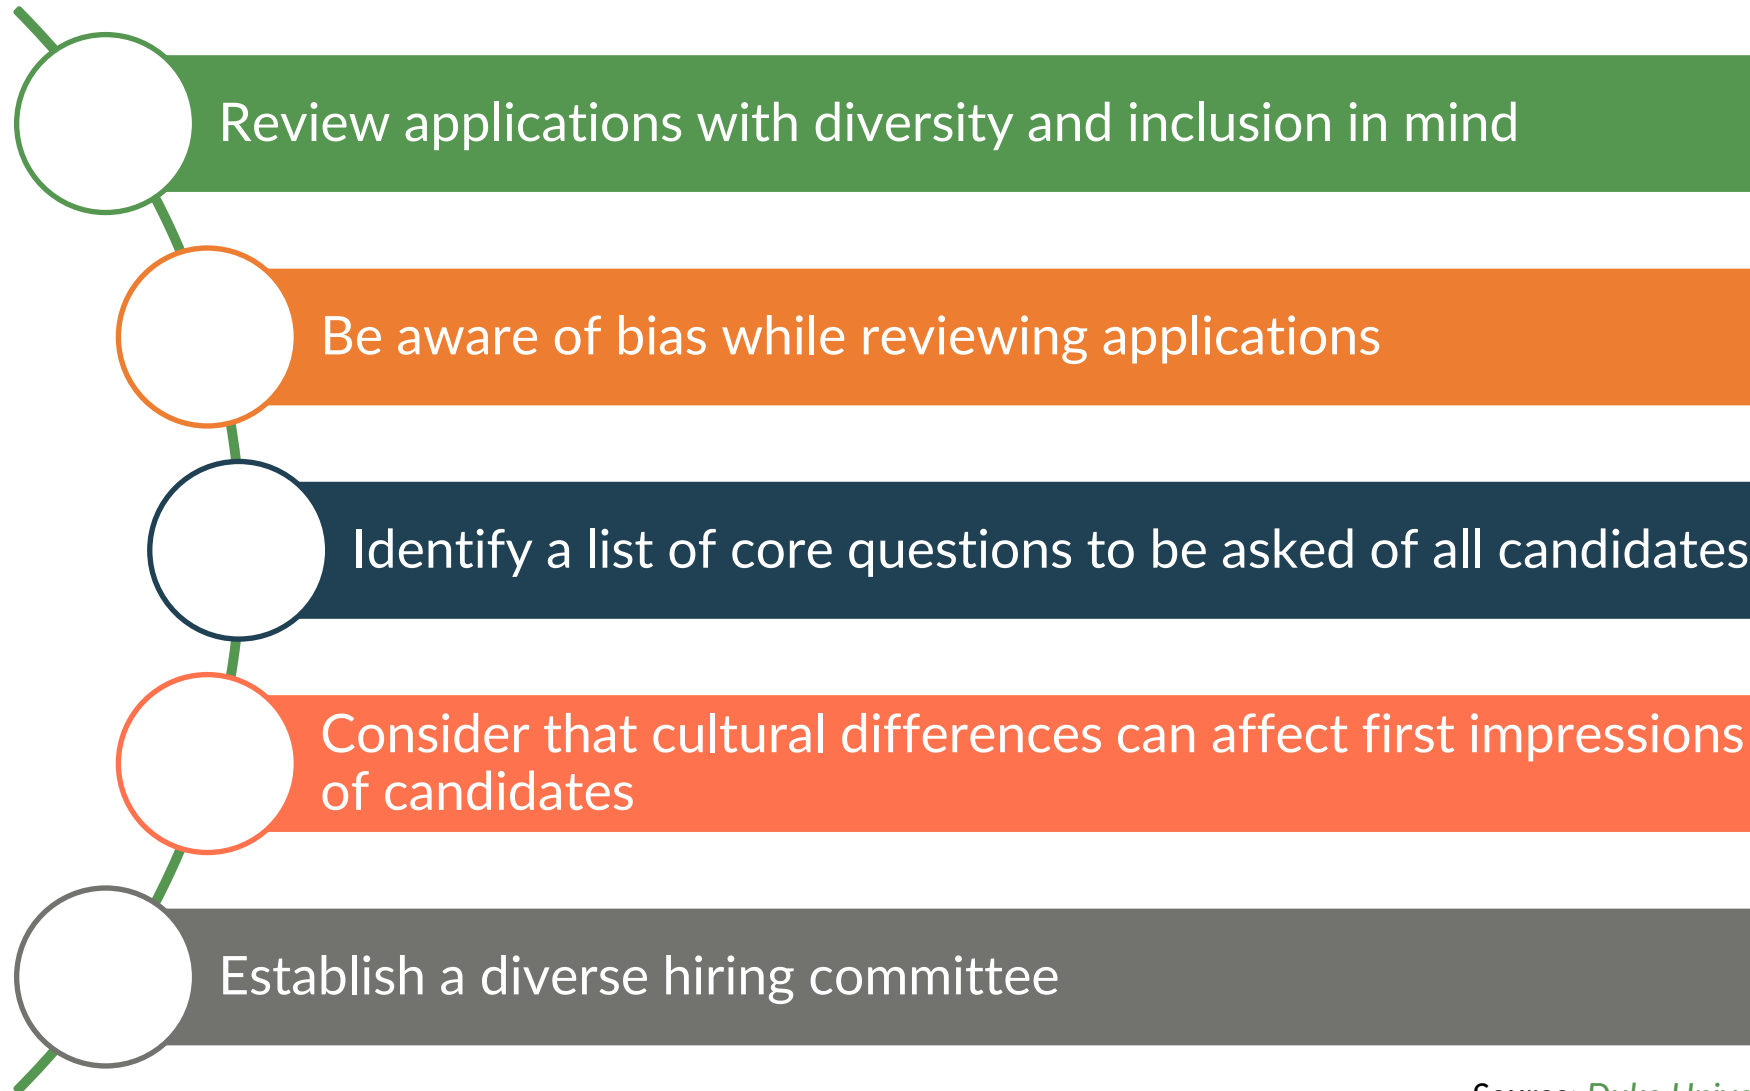 Review applications with diversity and inclusion in mind
Be aware of bias while reviewing applications
Identify a list of core questions to be asked of all candidates
Consider that cultural differences can affect first impressions
of candidates
Establish a diverse hiring committee
Source: Duke